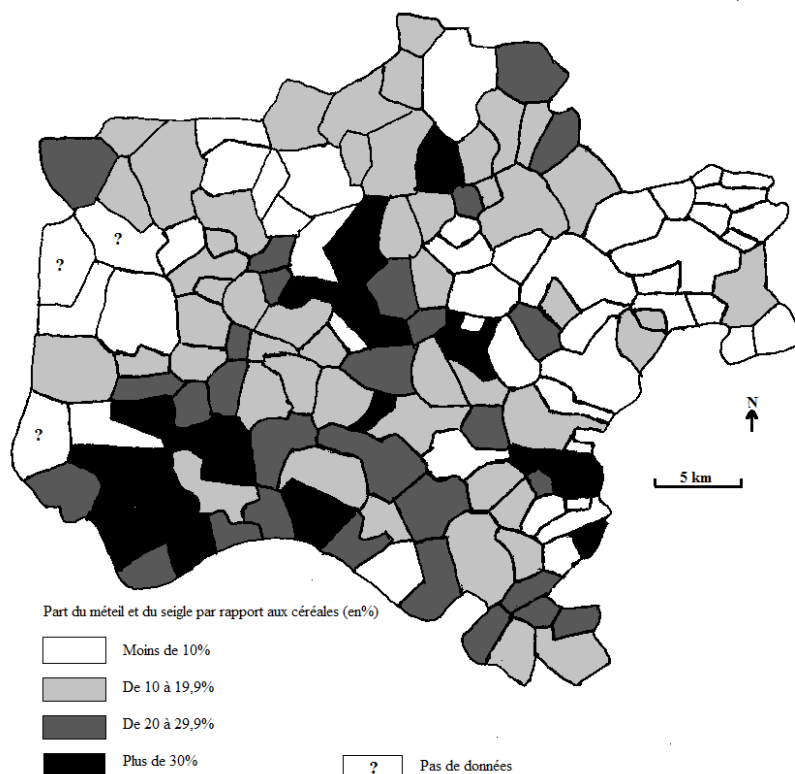 ?
?
?
N
5 km
Part du méteil et du seigle par rapport aux céréales (en%)
Moins de 10%
De 10 à 19,9%
De 20 à 29,9%
Plus de 30%
? Pas de données